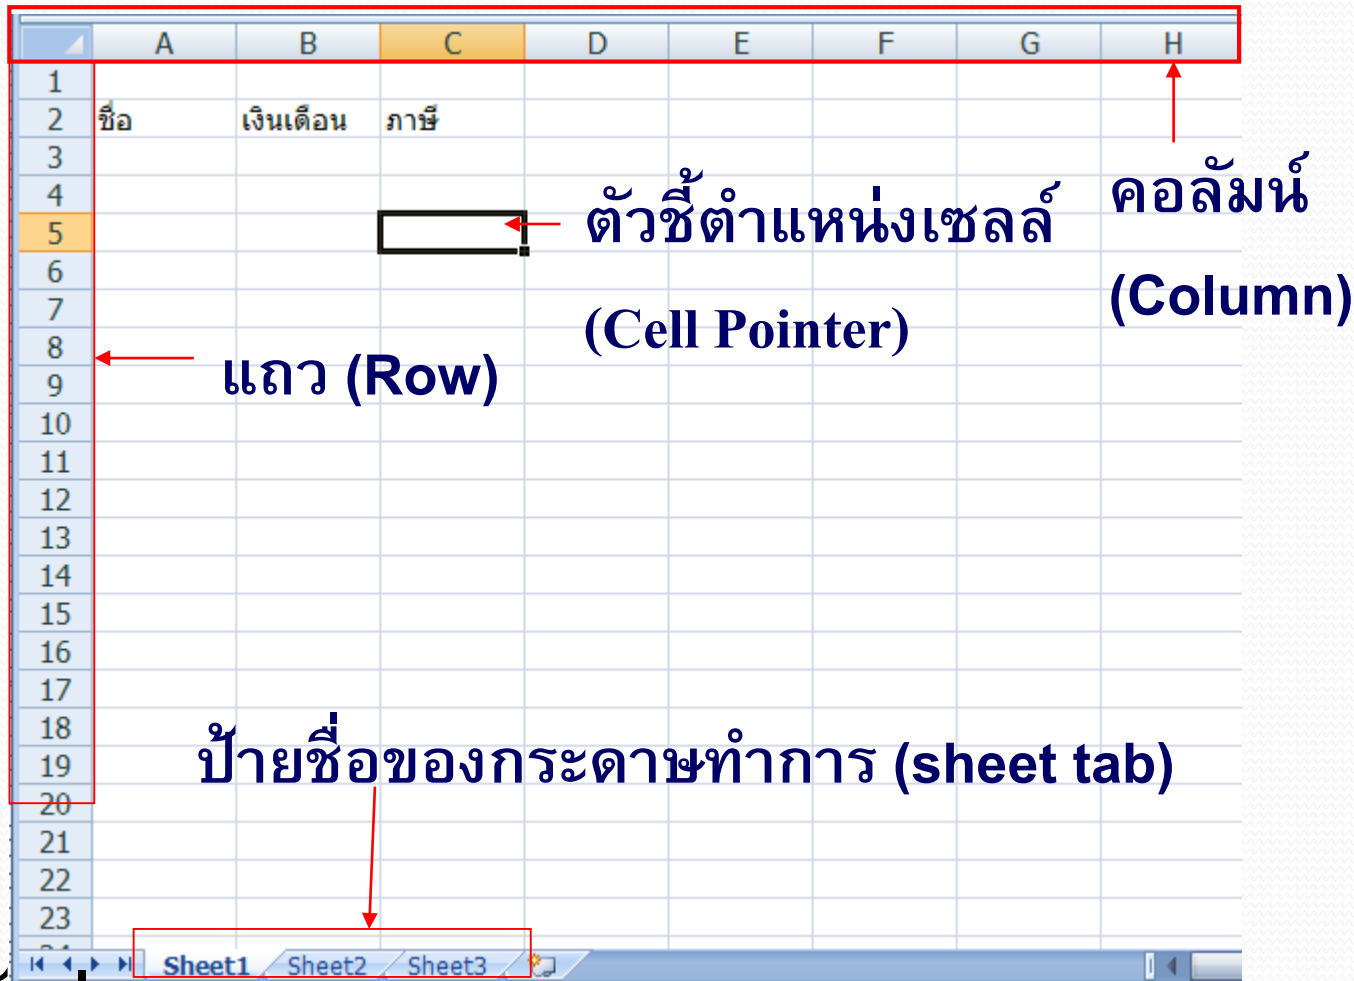 A B C D E F G H
1
2 ชื่อ เงินเดือน ภาษี
3
4
5
6
7
8
9
10
11
12
13
14
15
16
17
18
19
20
21
22
23
คอลัมน์
(Column)
ตัวชี้ตำแหน่งเซลล์
(Cell Pointer)
แถว (Row)
ป้ายชื่อของกระดาษทำการ (sheet tab)
Sheet1 Sheet2 Sheet3